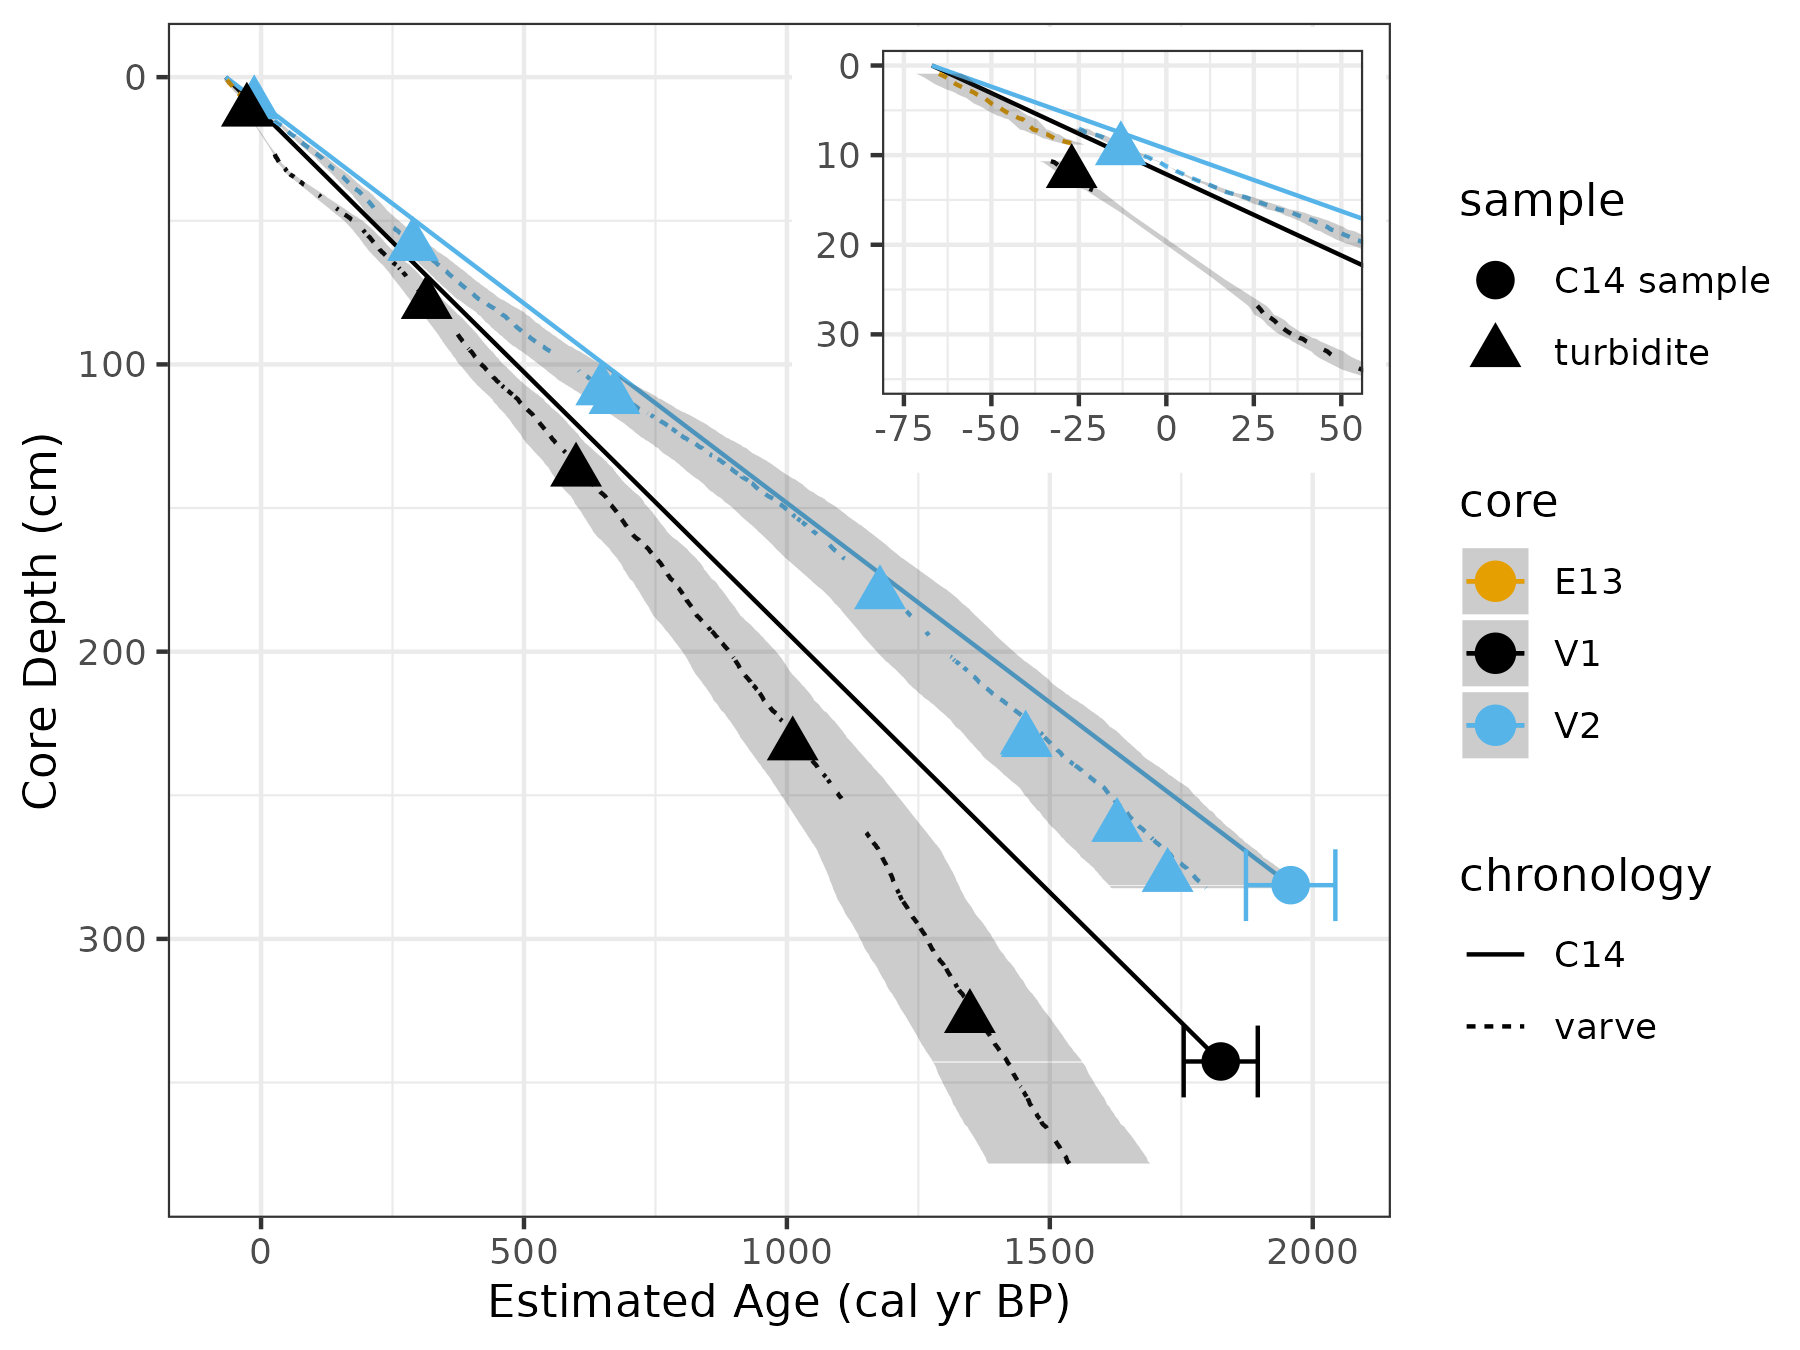 0
100
200
300
Core Depth (cm)
0
10
20
30
-75 -50 -25 0 25 50
0 500 1000 1500 2000
Estimated Age (cal yr BP)
sample
C14 sample
turbidite
core
E13
V1
V2
chronology
C14
varve